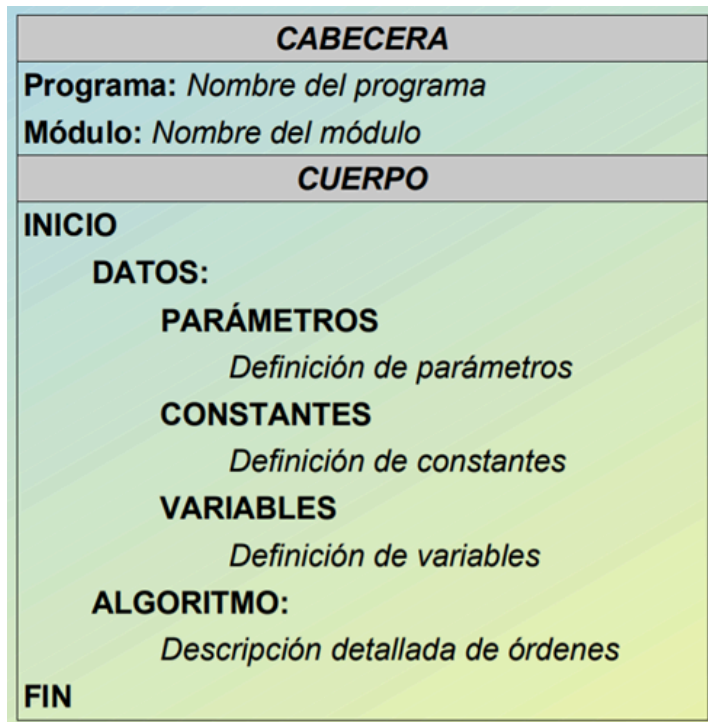 CABECERA
Programa: Nombre del programa
Módulo: Nombre del módulo
CUERPO
INICIO
DATOS:
PARÁMETROS
Definición de parámetros
CONSTANTES
Definición de constantes
VARIABLES
Definición de variables
ALGORITMO:
Descripción detallada de órdenes
FIN